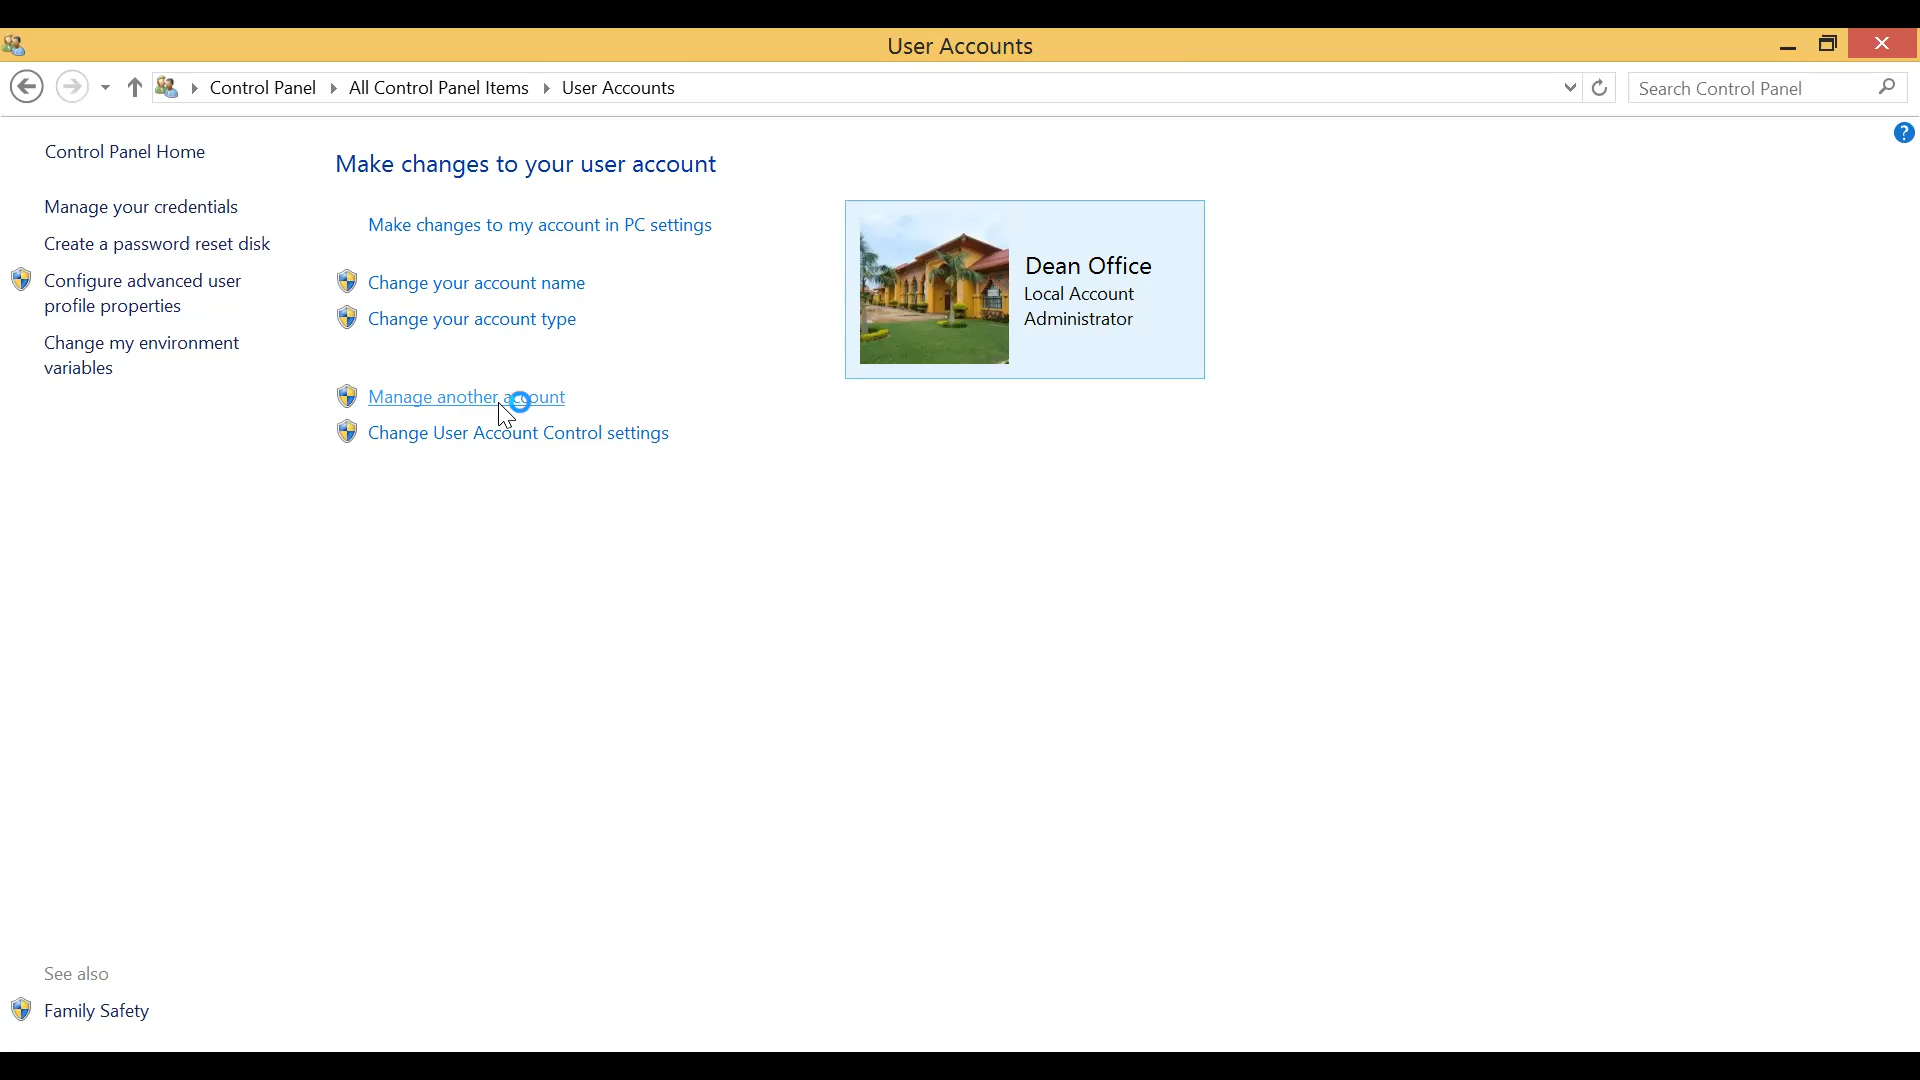 User Accounts
Control Panel All Control Panel Items User Accounts
Search Control Panel
?
Control Panel Home
Manage your credentials
Create a password reset disk
Configure advanced user
profile properties
Change my environment
variables
Make changes to your user account
Make changes to my account in PC settings
Change your account name
Change your account type
Manage another account
Change User Account Control settings
Dean Office
Local Account
Administrator
See also
Family Safety